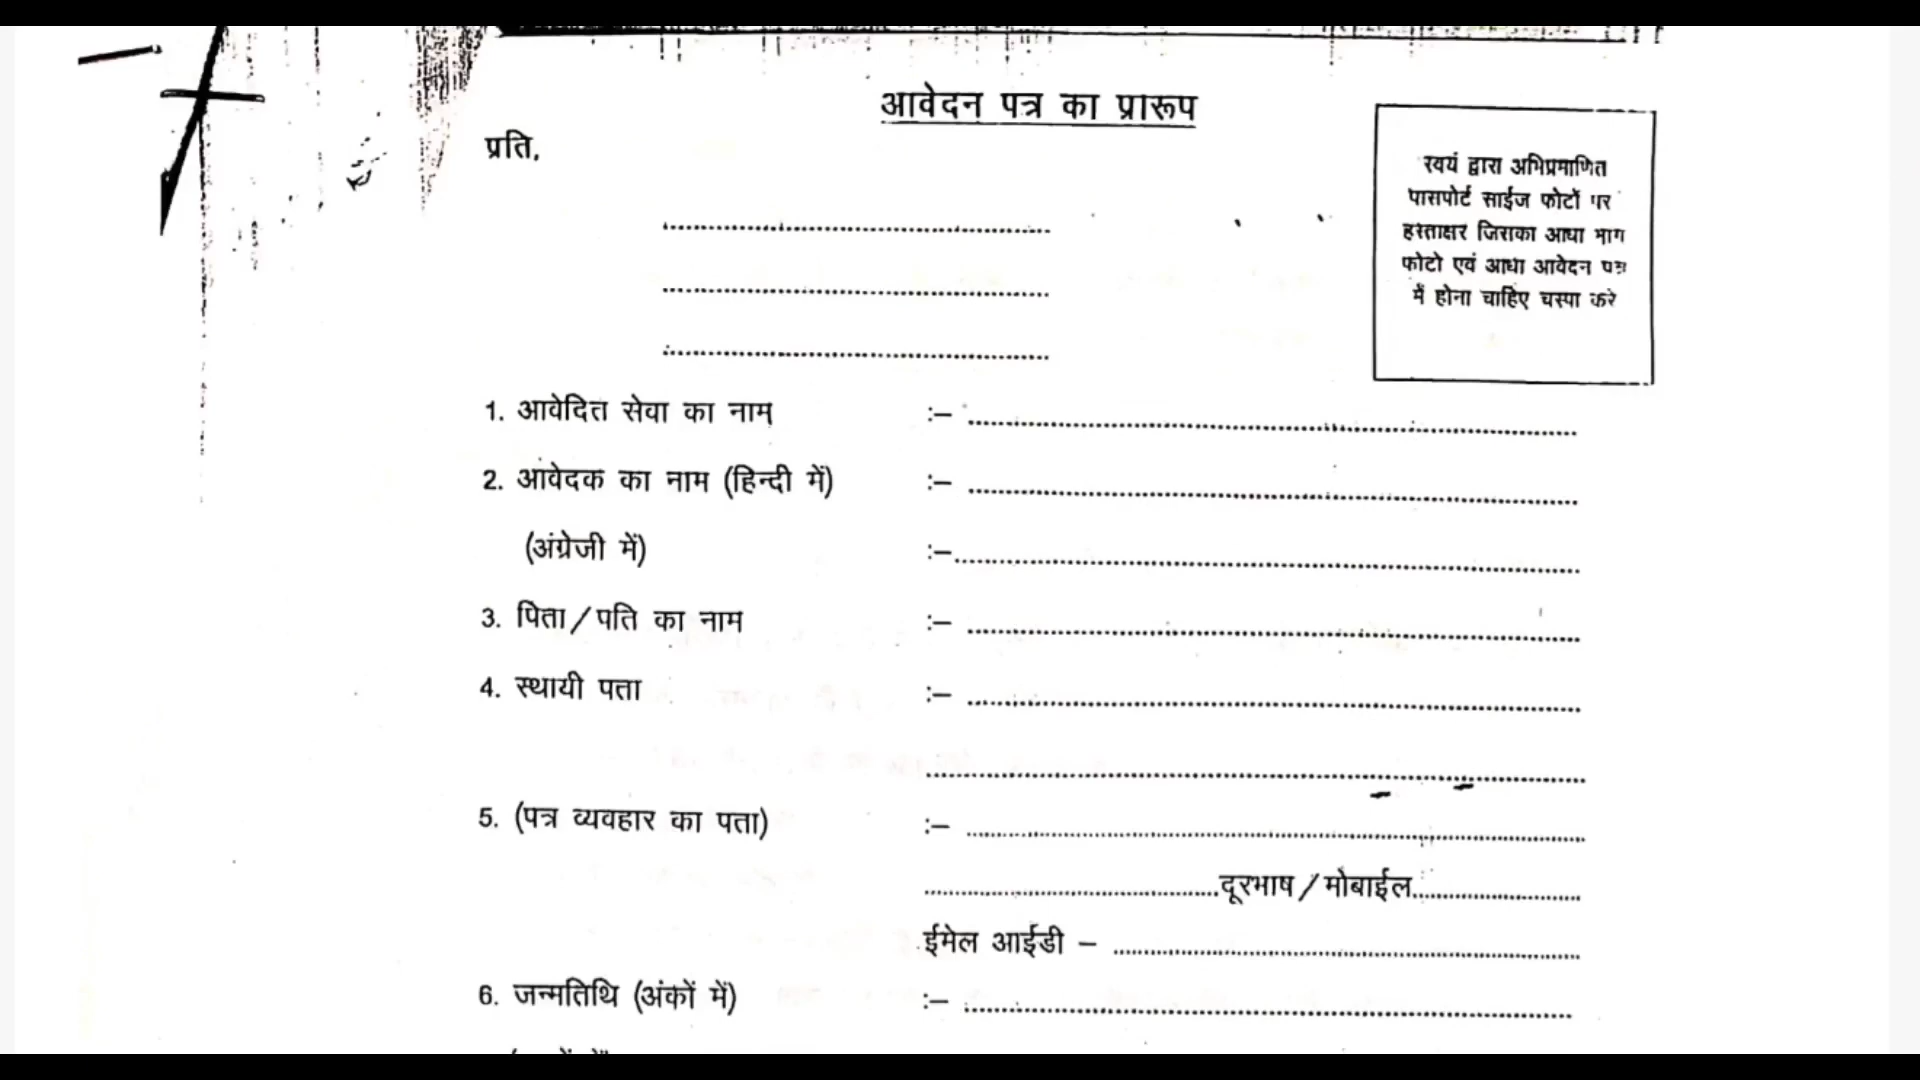 आवेदन पत्र का प्रारूप
प्रति,
स्वयं द्वारा अभिप्रमाणित
पासपोर्ट साईज फोटों पर
हस्ताक्षर जिसका आधा भाग
फोटो एवं आधा आवेदन पत्र
में होना चाहिए चस्पा करे
1. आवेदित सेवा का नाम :–
2. आवेदक का नाम (हिन्दी में) :–
(अंग्रेजी में) :–
3. पिता/पति का नाम :–
4. स्थायी पता :–
5. (पत्र व्यवहार का पता) :–
दूरभाष/मोबाईल
ईमेल आईडी –
6. जन्मतिथि (अंकों में) :–